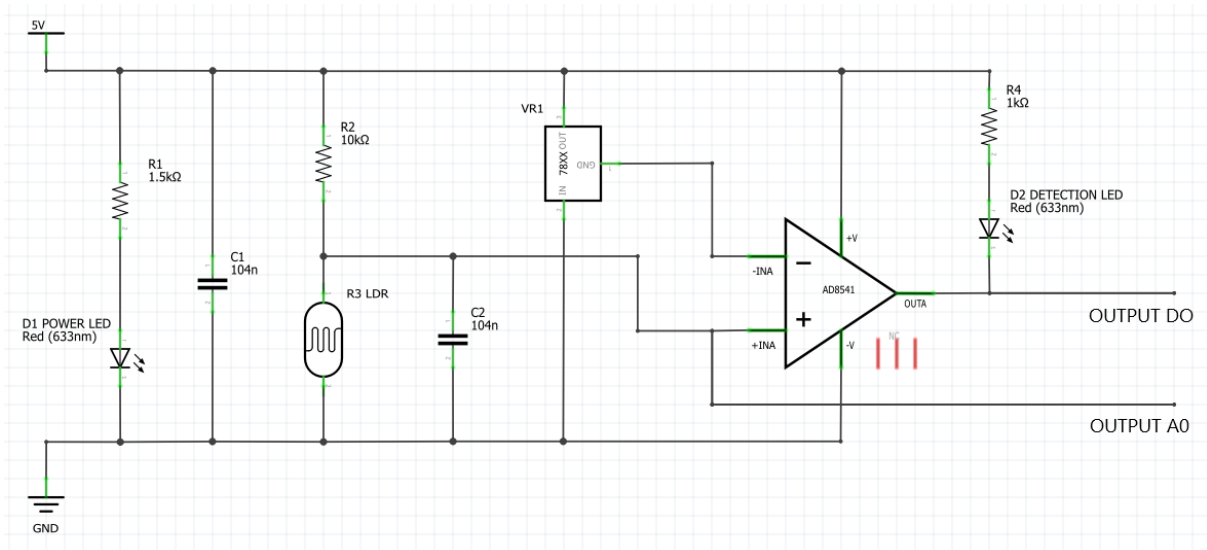 5V
R1
1.5kΩ
D1 POWER LED
Red (633nm)
C1
104n
R2
10kΩ
R3 LDR
C2
104n
VR1
78XX
OUT
GND
IN
-INA
+INA
AD8541
+V
-V
OUTA
NC
R4
1kΩ
D2 DETECTION LED
Red (633nm)
OUTPUT DO
OUTPUT A0
GND